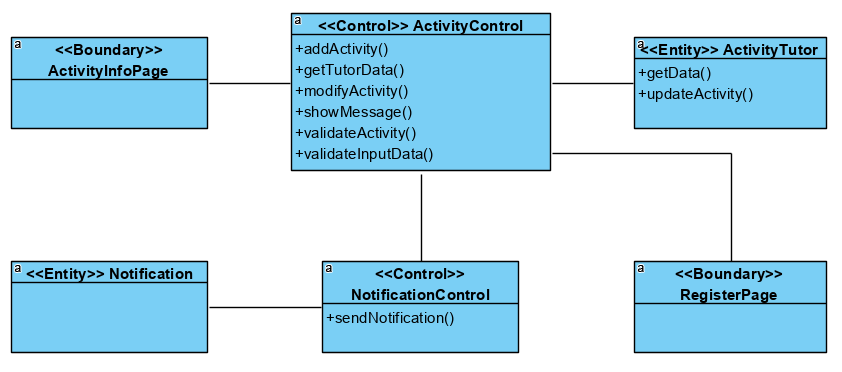 a
<<Boundary>>
ActivityInfoPage
a
<<Control>> ActivityControl
+addActivity()
+getTutorData()
+modifyActivity()
+showMessage()
+validateActivity()
+validateInputData()
a
<<Entity>> ActivityTutor
+getData()
+updateActivity()
a
<<Entity>> Notification
a
<<Control>>
NotificationControl
+sendNotification()
a
<<Boundary>>
RegisterPage